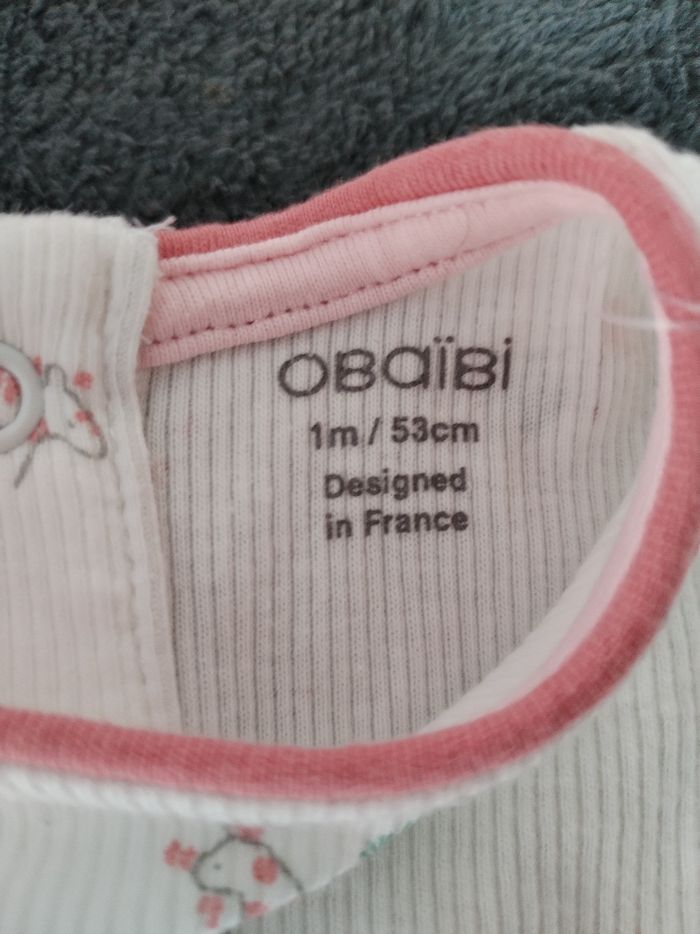 OBaïBi
1m / 53cm
Designed
in France